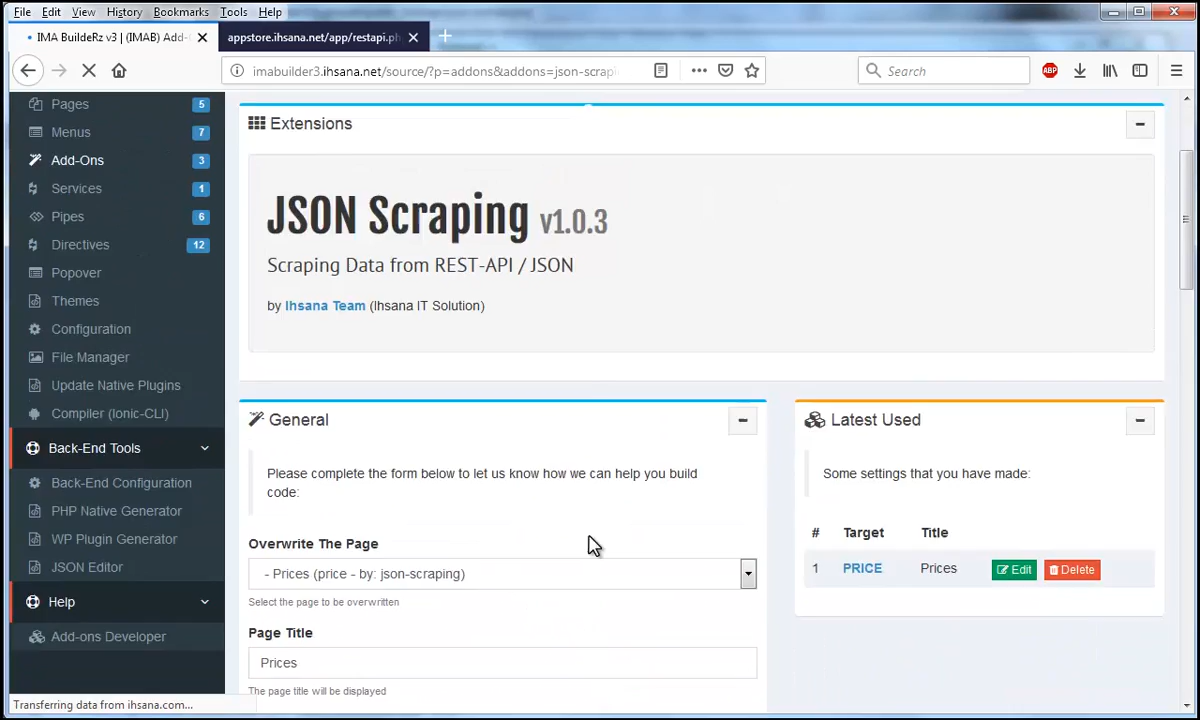 File Edit View History Bookmarks Tools Help
IMA BuildeRz v3 | (IMAB) Add-
appstore.ihsana.net/app/restapi.ph
imabuilder3.ihsana.net/source/?p=addons&addons=json-scrapi
Search
ABP
Pages 5
Menus 7
Add-Ons 3
Services 1
Pipes 6
Directives 12
Popover
Themes
Configuration
File Manager
Update Native Plugins
Compiler (Ionic-CLI)
Back-End Tools
Back-End Configuration
PHP Native Generator
WP Plugin Generator
JSON Editor
Help
Add-ons Developer
Extensions
JSON Scraping v1.0.3
Scraping Data from REST-API / JSON
by Ihsana Team (Ihsana IT Solution)
General
Please complete the form below to let us know how we can help you build
code:
Overwrite The Page
- Prices (price - by: json-scraping)
Select the page to be overwritten
Page Title
Prices
The page title will be displayed
Latest Used
Some settings that you have made:
# Target Title
1 PRICE Prices Edit Delete
Transferring data from ihsana.com...